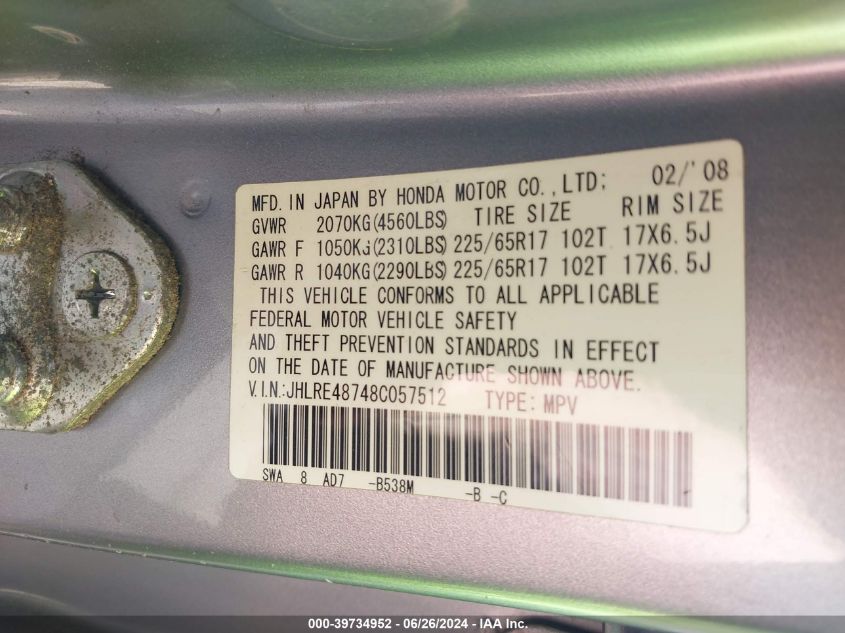 MFD. IN JAPAN BY HONDA MOTOR CO., LTD; 02/'08
GVWR 2070KG(4560LBS) TIRE SIZE RIM SIZE
GAWR F 1050KG(2310LBS) 225/65R17 102T 17X6.5J
GAWR R 1040KG(2290LBS) 225/65R17 102T 17X6.5J
THIS VEHICLE CONFORMS TO ALL APPLICABLE
FEDERAL MOTOR VEHICLE SAFETY
AND THEFT PREVENTION STANDARDS IN EFFECT
ON THE DATE OF MANUFACTURE SHOWN ABOVE.
V.I.N.:JHLRE48748C057512 TYPE: MPV
SWA 8 AD7 -B538M -B -C
000-39734952 - 06/26/2024 - IAA Inc.